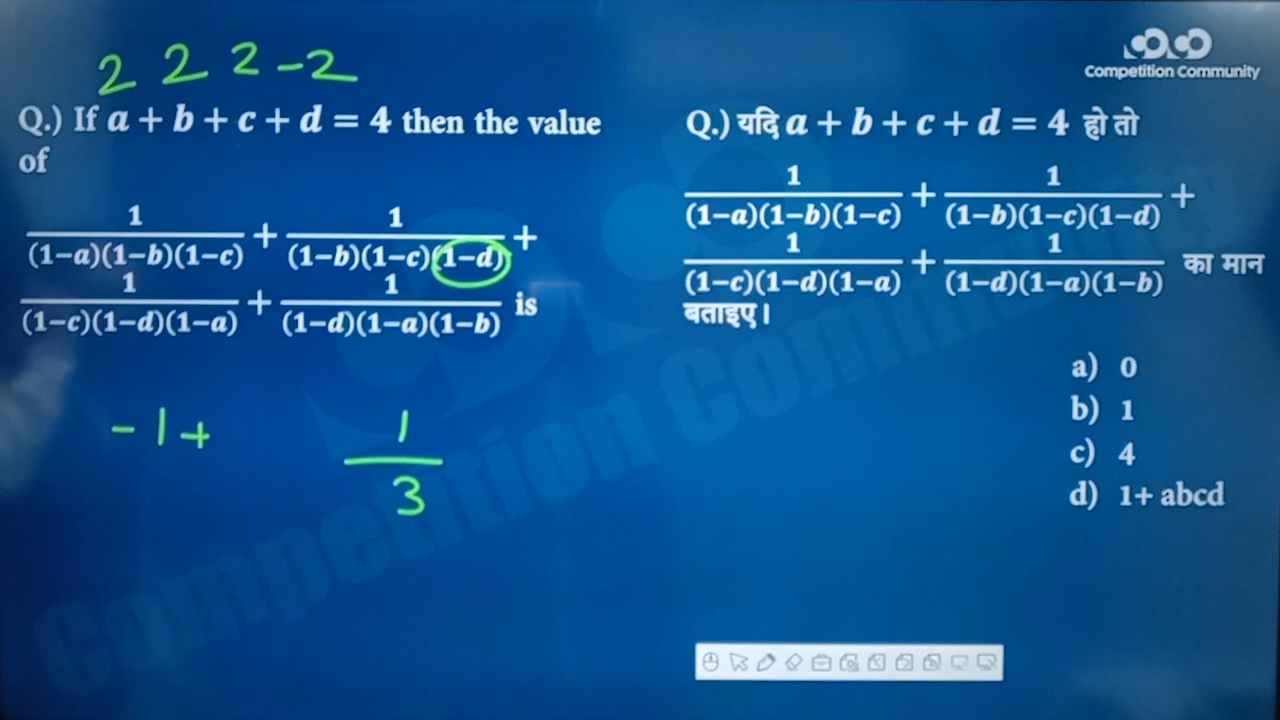 2 2 2 -2
Competition Community
Q.) If a + b + c + d = 4 then the value
of
1/((1−a)(1−b)(1−c)) + 1/((1−b)(1−c)(1−d)) +
1/((1−c)(1−d)(1−a)) + 1/((1−d)(1−a)(1−b)) is
-1 + 1/3
Q.) यदि a + b + c + d = 4 हो तो
1/((1−a)(1−b)(1−c)) + 1/((1−b)(1−c)(1−d)) +
1/((1−c)(1−d)(1−a)) + 1/((1−d)(1−a)(1−b)) का मान
बताइए।
a) 0
b) 1
c) 4
d) 1+ abcd
Competition Community